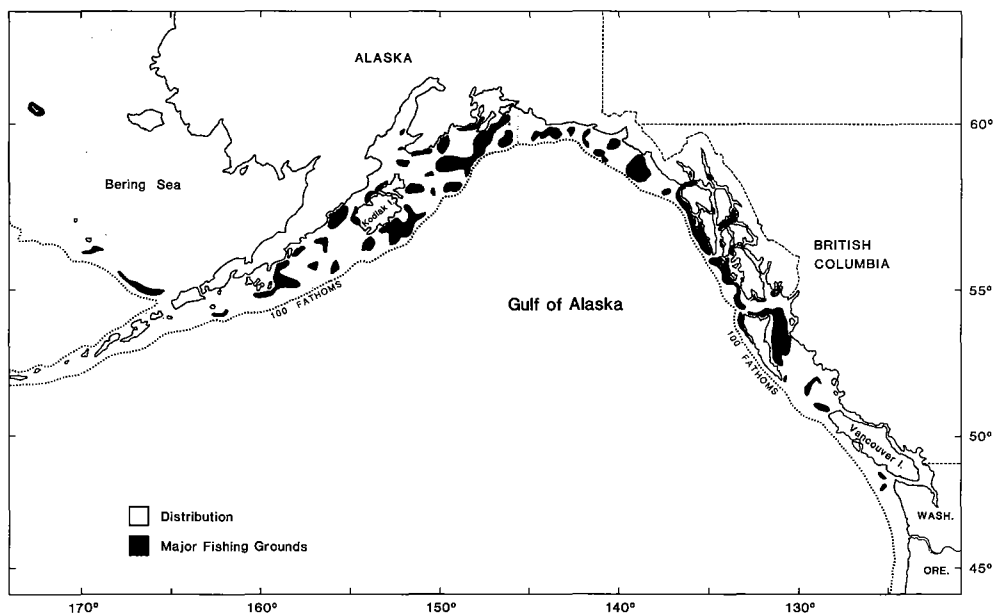 ALASKA
60°
Bering Sea
Kodiak I.
BRITISH
COLUMBIA
55°
Gulf of Alaska
100 FATHOMS
100 FATHOMS
50°
Vancouver I.
Distribution
WASH.
Major Fishing Grounds
ORE.
45°
170°
160°
150°
140°
130°